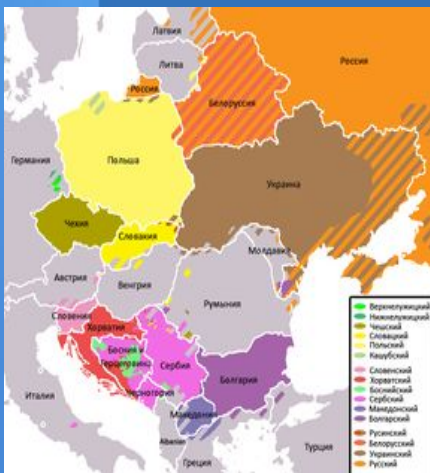 Латвия
Россия
Литва
Россия
Белоруссия
Германия
Польша
Украина
Чехия
Словакия
Молдавия
Австрия
Венгрия
Словения
Румыния
Хорватия
Босния и
Герцеговина
Сербия
Италия
Черногория
Болгария
Македония
Албания
Греция
Турция
Верхнелужицкий
Нижнелужицкий
Чешский
Словацкий
Польский
Кашубский
Словенский
Хорватский
Боснийский
Сербский
Македонский
Болгарский
Русинский
Белорусский
Украинский
Русский